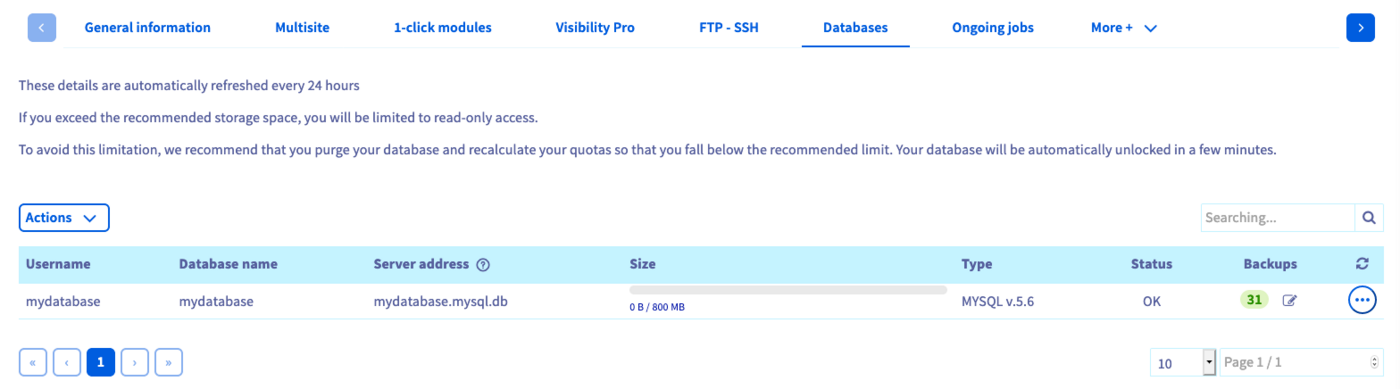 General information Multisite 1-click modules Visibility Pro FTP - SSH Databases Ongoing jobs More +
These details are automatically refreshed every 24 hours
If you exceed the recommended storage space, you will be limited to read-only access.
To avoid this limitation, we recommend that you purge your database and recalculate your quotas so that you fall below the recommended limit. Your database will be automatically unlocked in a few minutes.
Actions Searching...
Username Database name Server address ? Size Type Status Backups
mydatabase mydatabase mydatabase.mysql.db 0 B / 800 MB MYSQL v.5.6 OK 31
« ‹ 1 › » 10 Page 1 / 1